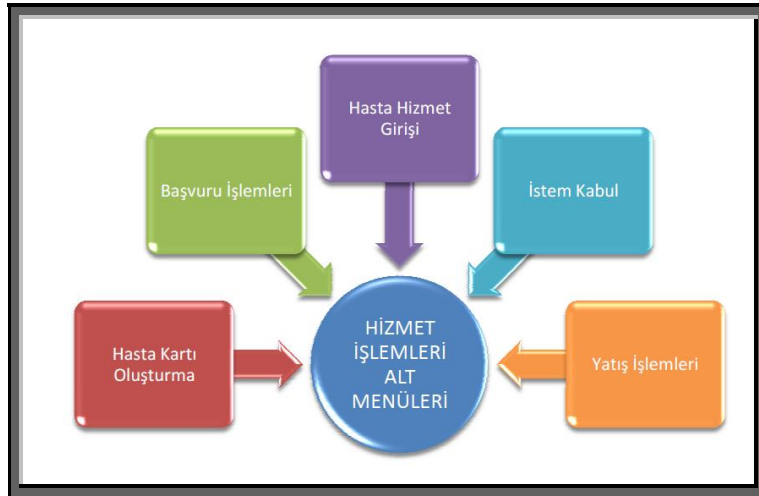 Hasta Hizmet
Girişi
Başvuru İşlemleri
İstem Kabul
Hasta Kartı
Oluşturma
HİZMET
İŞLEMLERİ
ALT
MENÜLERİ
Yatış İşlemleri